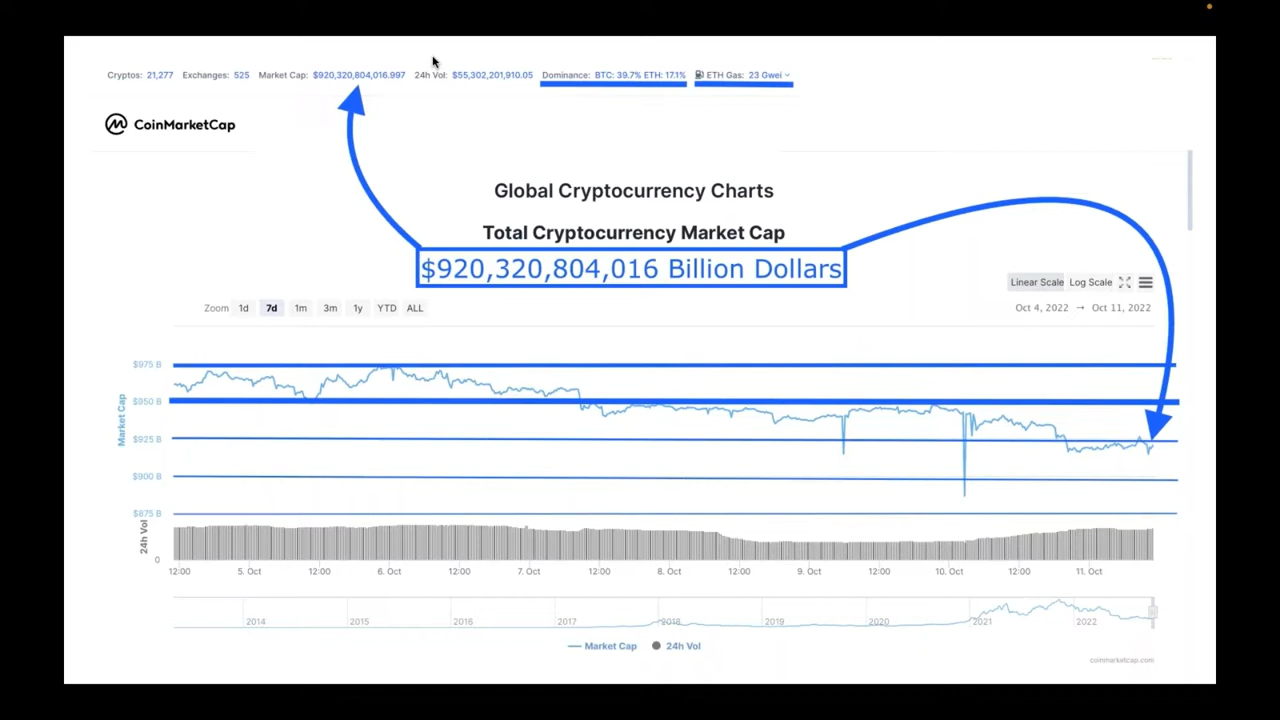 Cryptos: 21,277 Exchanges: 525 Market Cap: $920,320,804,016.997 24h Vol: $55,302,201,910.05 Dominance: BTC: 39.7% ETH: 17.1% ETH Gas: 23 Gwei
CoinMarketCap
Global Cryptocurrency Charts
Total Cryptocurrency Market Cap
$920,320,804,016 Billion Dollars
Linear Scale Log Scale
Zoom 1d 7d 1m 3m 1y YTD ALL
Oct 4, 2022 → Oct 11, 2022
$975 B
$950 B
Market Cap
$925 B
$900 B
$875 B
24h Vol
0
12:00 5. Oct 12:00 6. Oct 12:00 7. Oct 12:00 8. Oct 12:00 9. Oct 12:00 10. Oct 12:00 11. Oct
2014 2015 2016 2017 2018 2019 2020 2021 2022
Market Cap 24h Vol
coinmarketcap.com